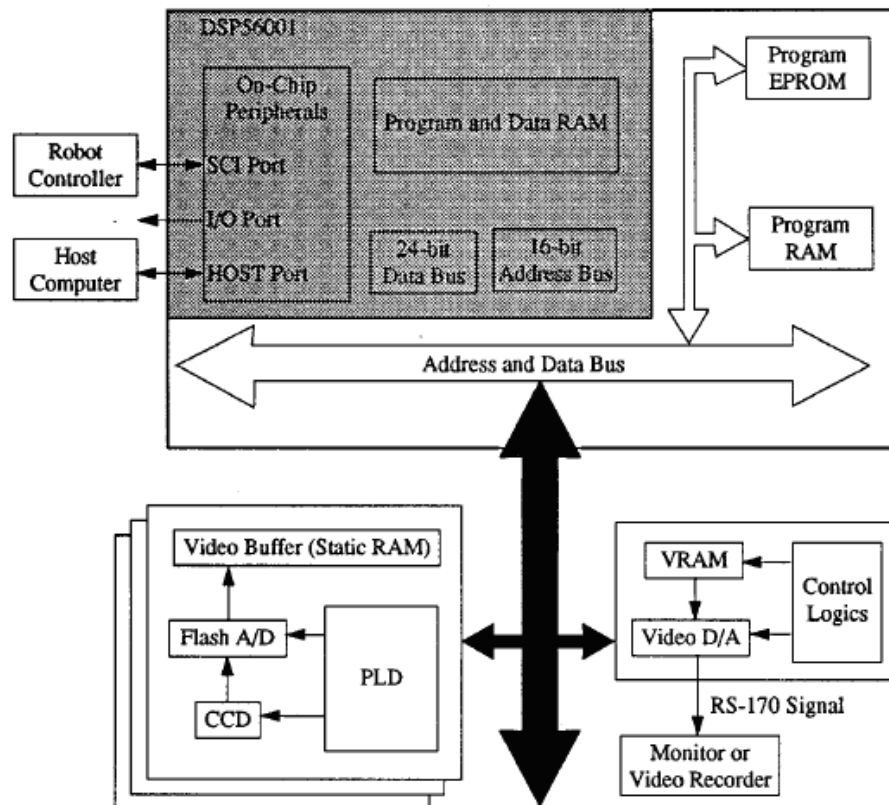 DSP56001
On-Chip
Peripherals
SCI Port
I/O Port
HOST Port
Program and Data RAM
24-bit
Data Bus
16-bit
Address Bus
Robot
Controller
Host
Computer
Program
EPROM
Program
RAM
Address and Data Bus
Video Buffer (Static RAM)
Flash A/D
CCD
PLD
VRAM
Video D/A
Control
Logics
RS-170 Signal
Monitor or
Video Recorder